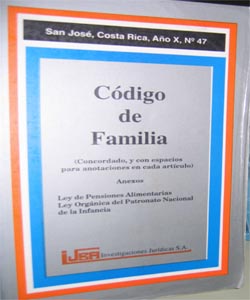 San José, Costa Rica, Año X, Nº 47
Código
de
Familia
(Concordado, y con espacios
para anotaciones en cada artículo)
Anexos
Ley de Pensiones Alimentarias
Ley Orgánica del Patronato Nacional
de la Infancia
IJSA Investigaciones Jurídicas S.A.